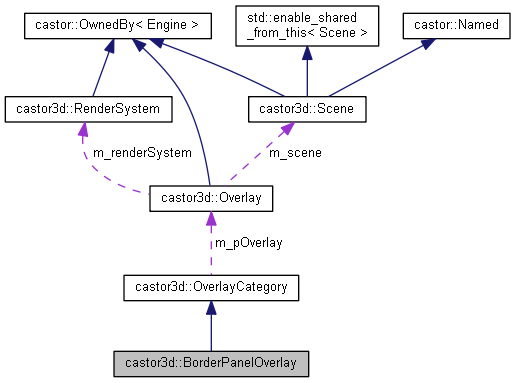 castor::OwnedBy< Engine >
std::enable_shared
_from_this< Scene >
castor::Named
castor3d::RenderSystem
castor3d::Scene
m_renderSystem
m_scene
castor3d::Overlay
m_pOverlay
castor3d::OverlayCategory
castor3d::BorderPanelOverlay